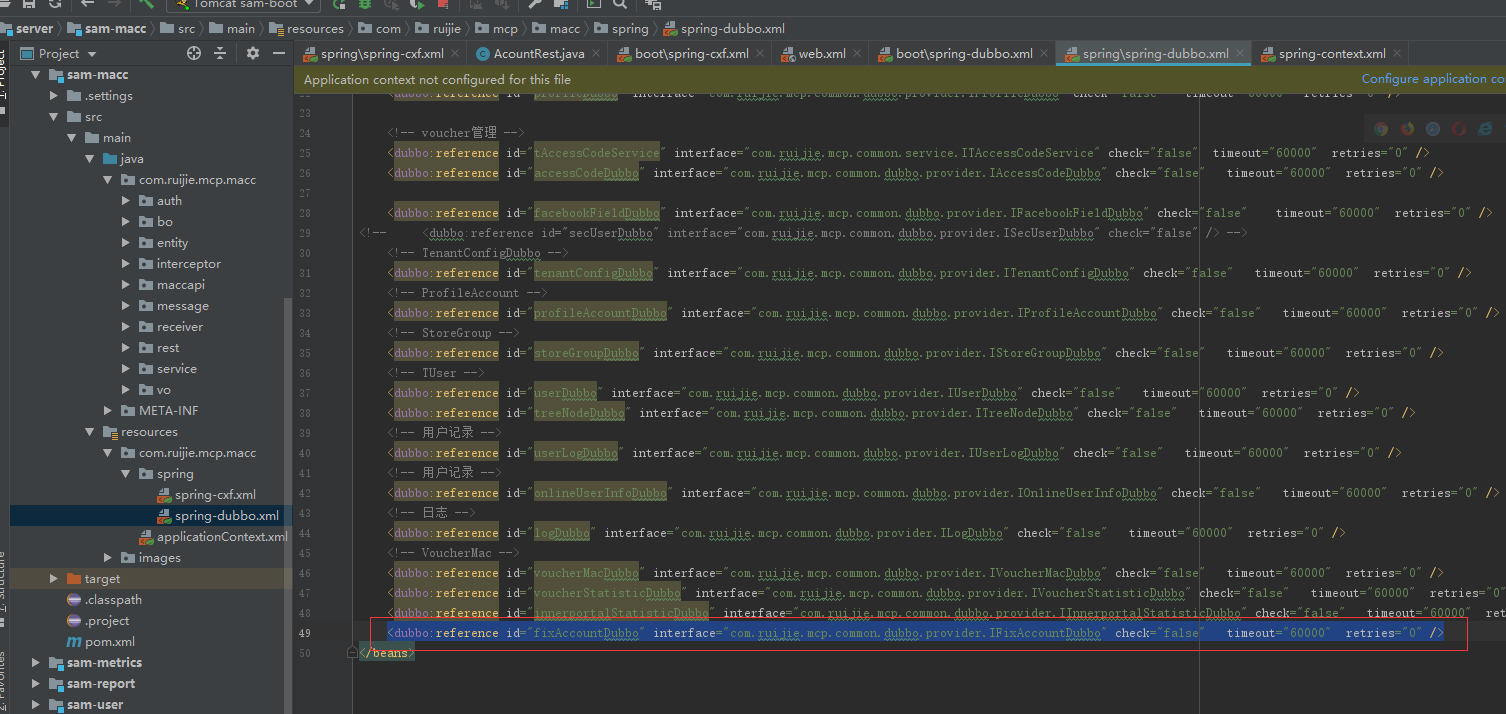 Tomcat sam-boot
server sam-macc src main resources com ruijie mcp macc spring spring-dubbo.xml
Project
spring\spring-cxf.xml AcountRest.java boot\spring-cxf.xml web.xml boot\spring-dubbo.xml spring\spring-dubbo.xml spring-context.xml
Application context not configured for this file Configure application co
sam-macc
.settings
src
main
java
com.ruijie.mcp.macc
auth
bo
entity
interceptor
maccapi
message
receiver
rest
service
vo
META-INF
resources
com.ruijie.mcp.macc
spring
spring-cxf.xml
spring-dubbo.xml
applicationContext.xml
images
target
.classpath
.project
pom.xml
sam-metrics
sam-report
sam-user
23
24 <!-- voucher管理 -->
25 <dubbo:reference id="tAccessCodeService" interface="com.ruijie.mcp.common.service.ITAccessCodeService" check="false" timeout="60000" retries="0" />
26 <dubbo:reference id="accessCodeDubbo" interface="com.ruijie.mcp.common.dubbo.provider.IAccessCodeDubbo" check="false" timeout="60000" retries="0" />
27
28 <dubbo:reference id="facebookFieldDubbo" interface="com.ruijie.mcp.common.dubbo.provider.IFacebookFieldDubbo" check="false" timeout="60000" retries="0" />
29 <!-- <dubbo:reference id="secUserDubbo" interface="com.ruijie.mcp.common.dubbo.provider.ISecUserDubbo" check="false" /> -->
30 <!-- TenantConfigDubbo -->
31 <dubbo:reference id="tenantConfigDubbo" interface="com.ruijie.mcp.common.dubbo.provider.ITenantConfigDubbo" check="false" timeout="60000" retries="0" />
32 <!-- ProfileAccount -->
33 <dubbo:reference id="profileAccountDubbo" interface="com.ruijie.mcp.common.dubbo.provider.IProfileAccountDubbo" check="false" timeout="60000" retries="0" />
34 <!-- StoreGroup -->
35 <dubbo:reference id="storeGroupDubbo" interface="com.ruijie.mcp.common.dubbo.provider.IStoreGroupDubbo" check="false" timeout="60000" retries="0" />
36 <!-- TUser -->
37 <dubbo:reference id="userDubbo" interface="com.ruijie.mcp.common.dubbo.provider.IUserDubbo" check="false" timeout="60000" retries="0" />
38 <dubbo:reference id="treeNodeDubbo" interface="com.ruijie.mcp.common.dubbo.provider.ITreeNodeDubbo" check="false" timeout="60000" retries="0" />
39 <!-- 用户记录 -->
40 <dubbo:reference id="userLogDubbo" interface="com.ruijie.mcp.common.dubbo.provider.IUserLogDubbo" check="false" timeout="60000" retries="0" />
41 <!-- 用户记录 -->
42 <dubbo:reference id="onlineUserInfoDubbo" interface="com.ruijie.mcp.common.dubbo.provider.IOnlineUserInfoDubbo" check="false" timeout="60000" retries="0" />
43 <!-- 日志 -->
44 <dubbo:reference id="logDubbo" interface="com.ruijie.mcp.common.dubbo.provider.ILogDubbo" check="false" timeout="60000" retries="0" />
45 <!-- VoucherMac -->
46 <dubbo:reference id="voucherMacDubbo" interface="com.ruijie.mcp.common.dubbo.provider.IVoucherMacDubbo" check="false" timeout="60000" retries="0" />
47 <dubbo:reference id="voucherStatisticDubbo" interface="com.ruijie.mcp.common.dubbo.provider.IVoucherStatisticDubbo" check="false" timeout="60000" retries="0"
48 <dubbo:reference id="innerportalStatisticDubbo" interface="com.ruijie.mcp.common.dubbo.provider.IInnerportalStatisticDubbo" check="false" timeout="60000" ret
49 <dubbo:reference id="fixAccountDubbo" interface="com.ruijie.mcp.common.dubbo.provider.IFixAccountDubbo" check="false" timeout="60000" retries="0" />
50 </beans>